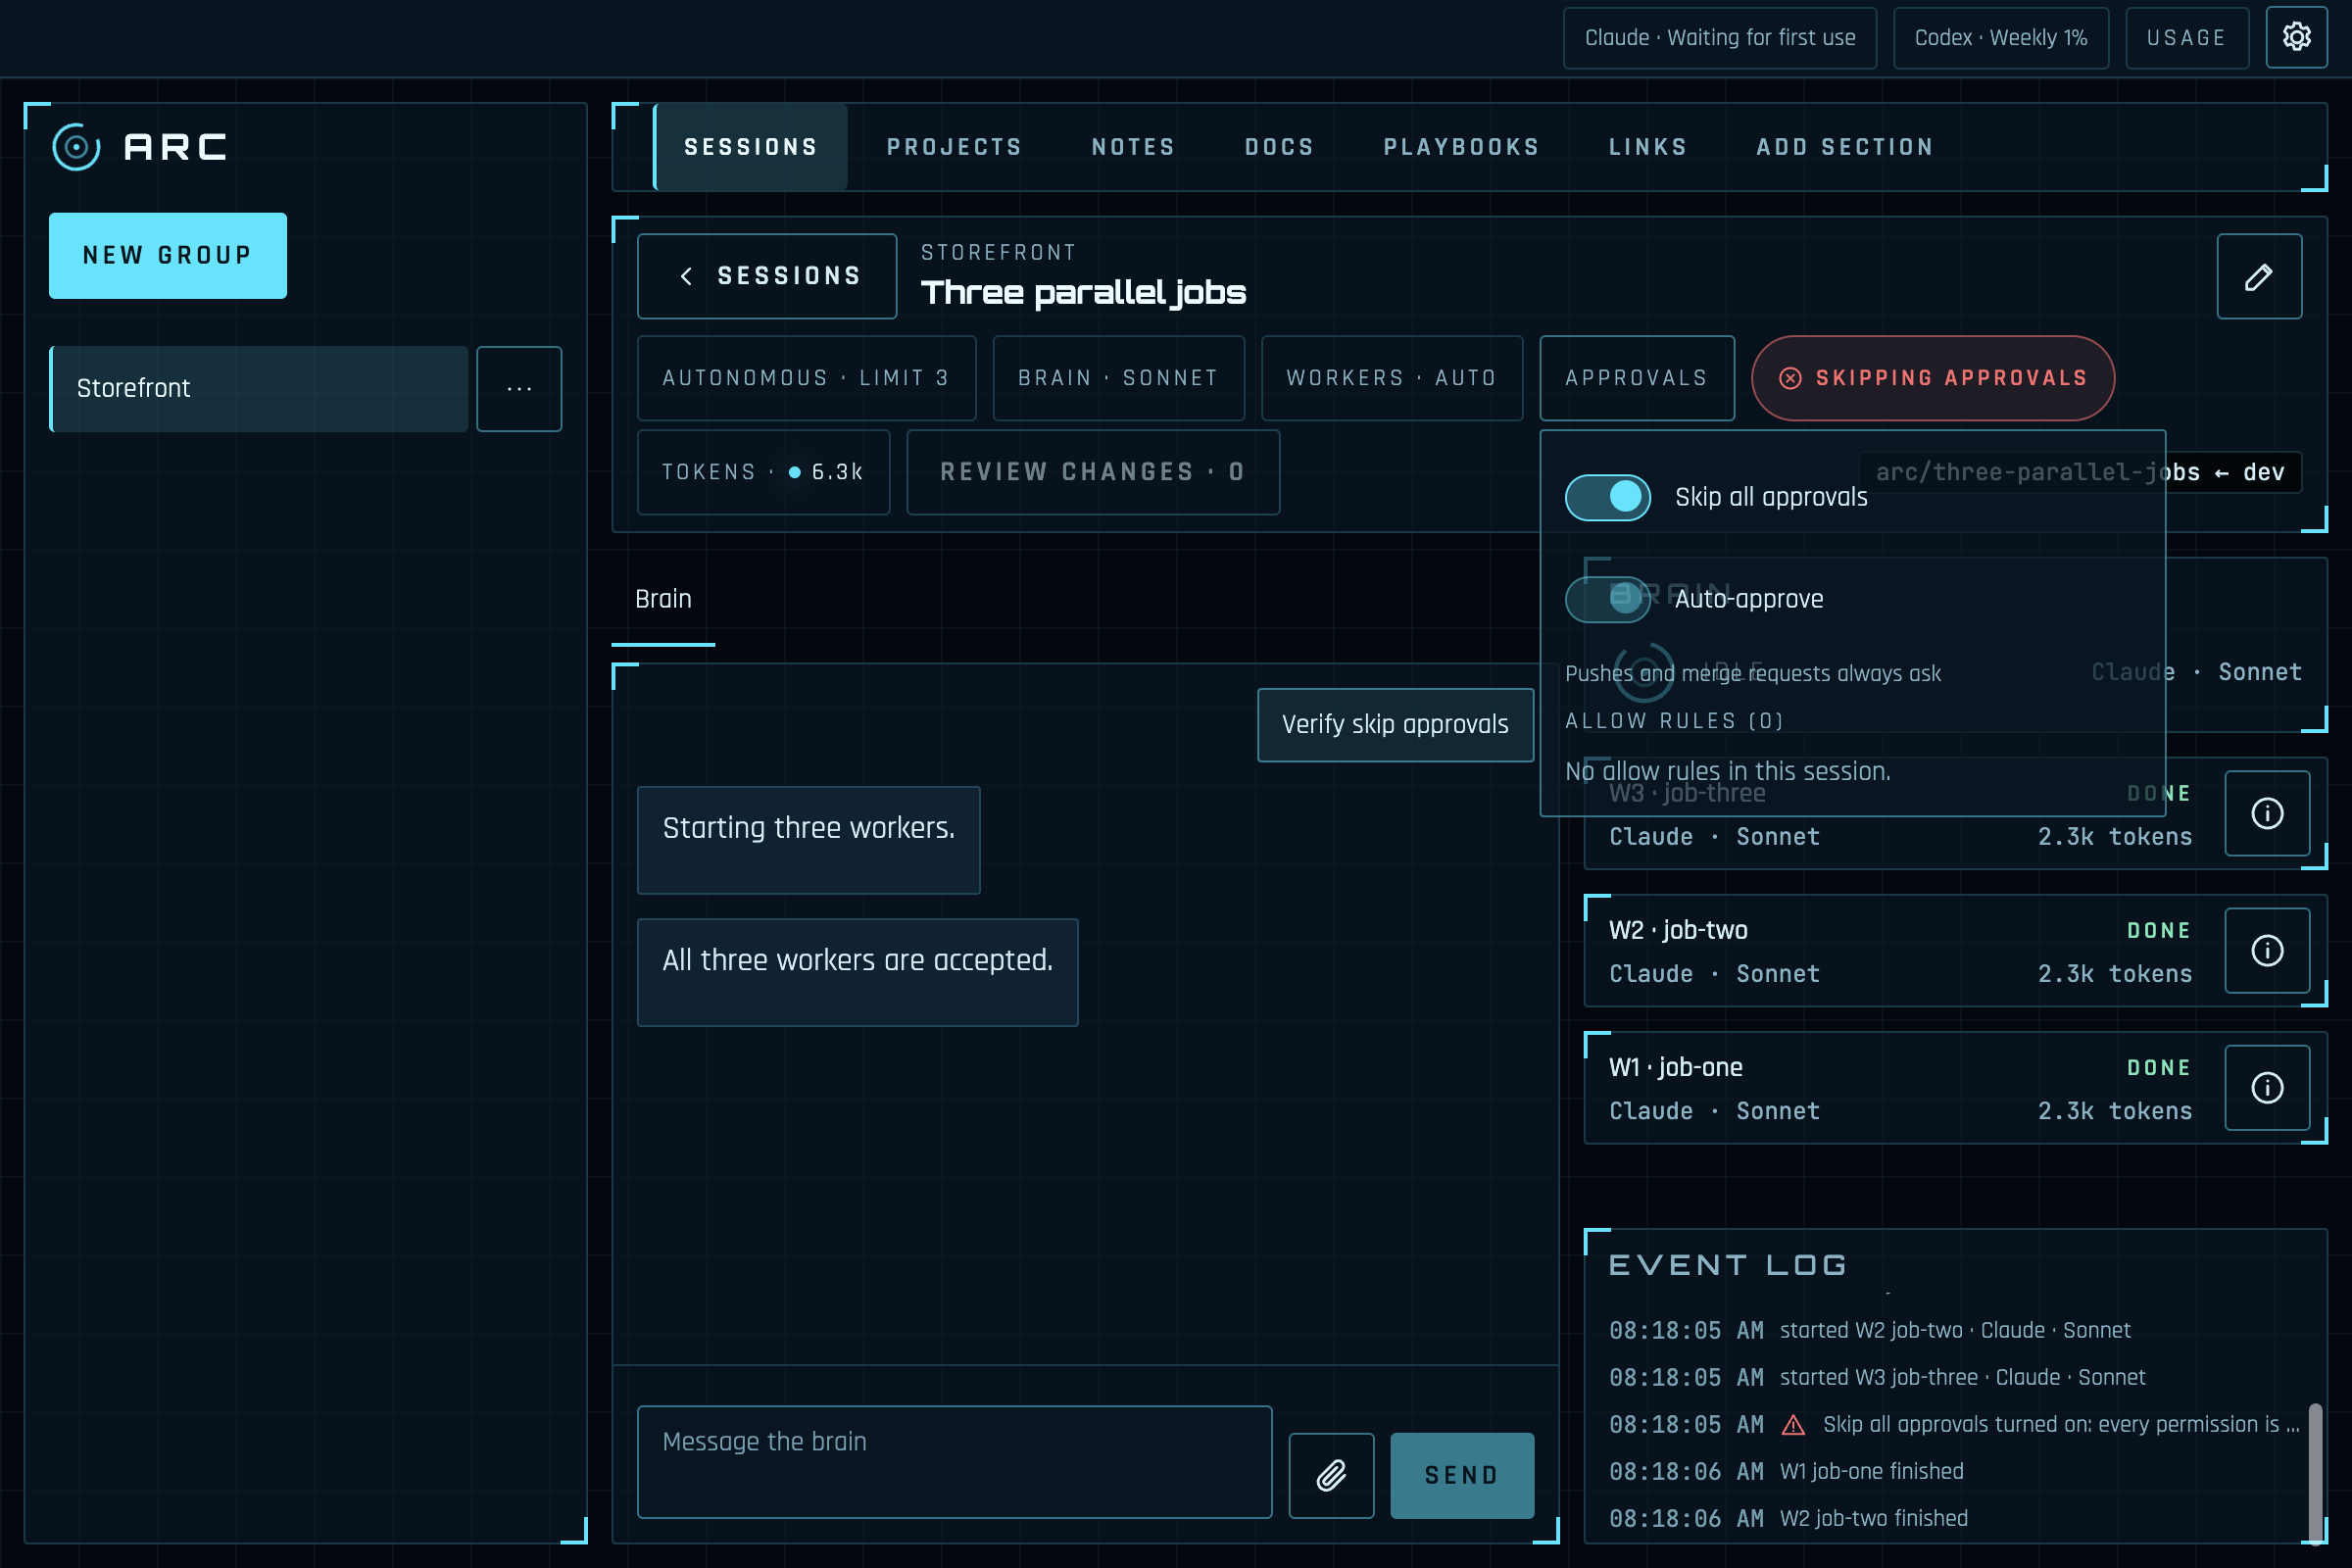 Claude · Waiting for first use
Codex · Weekly 1%
USAGE
ARC
NEW GROUP
Storefront
...
SESSIONS
PROJECTS
NOTES
DOCS
PLAYBOOKS
LINKS
ADD SECTION
SESSIONS
STOREFRONT
Three parallel jobs
AUTONOMOUS · LIMIT 3
BRAIN · SONNET
WORKERS · AUTO
APPROVALS
SKIPPING APPROVALS
TOKENS · 6.3k
REVIEW CHANGES · 0
arc/three-parallel-jobs ← dev
Skip all approvals
Auto-approve
Pushes and merge requests always ask
ALLOW RULES (0)
No allow rules in this session.
Brain
Verify skip approvals
Starting three workers.
All three workers are accepted.
Message the brain
SEND
BRAIN
IDLE
Claude · Sonnet
W3 · job-three
DONE
Claude · Sonnet
2.3k tokens
W2 · job-two
DONE
Claude · Sonnet
2.3k tokens
W1 · job-one
DONE
Claude · Sonnet
2.3k tokens
EVENT LOG
08:18:05 AM started W2 job-two · Claude · Sonnet
08:18:05 AM started W3 job-three · Claude · Sonnet
08:18:05 AM Skip all approvals turned on: every permission is ...
08:18:06 AM W1 job-one finished
08:18:06 AM W2 job-two finished